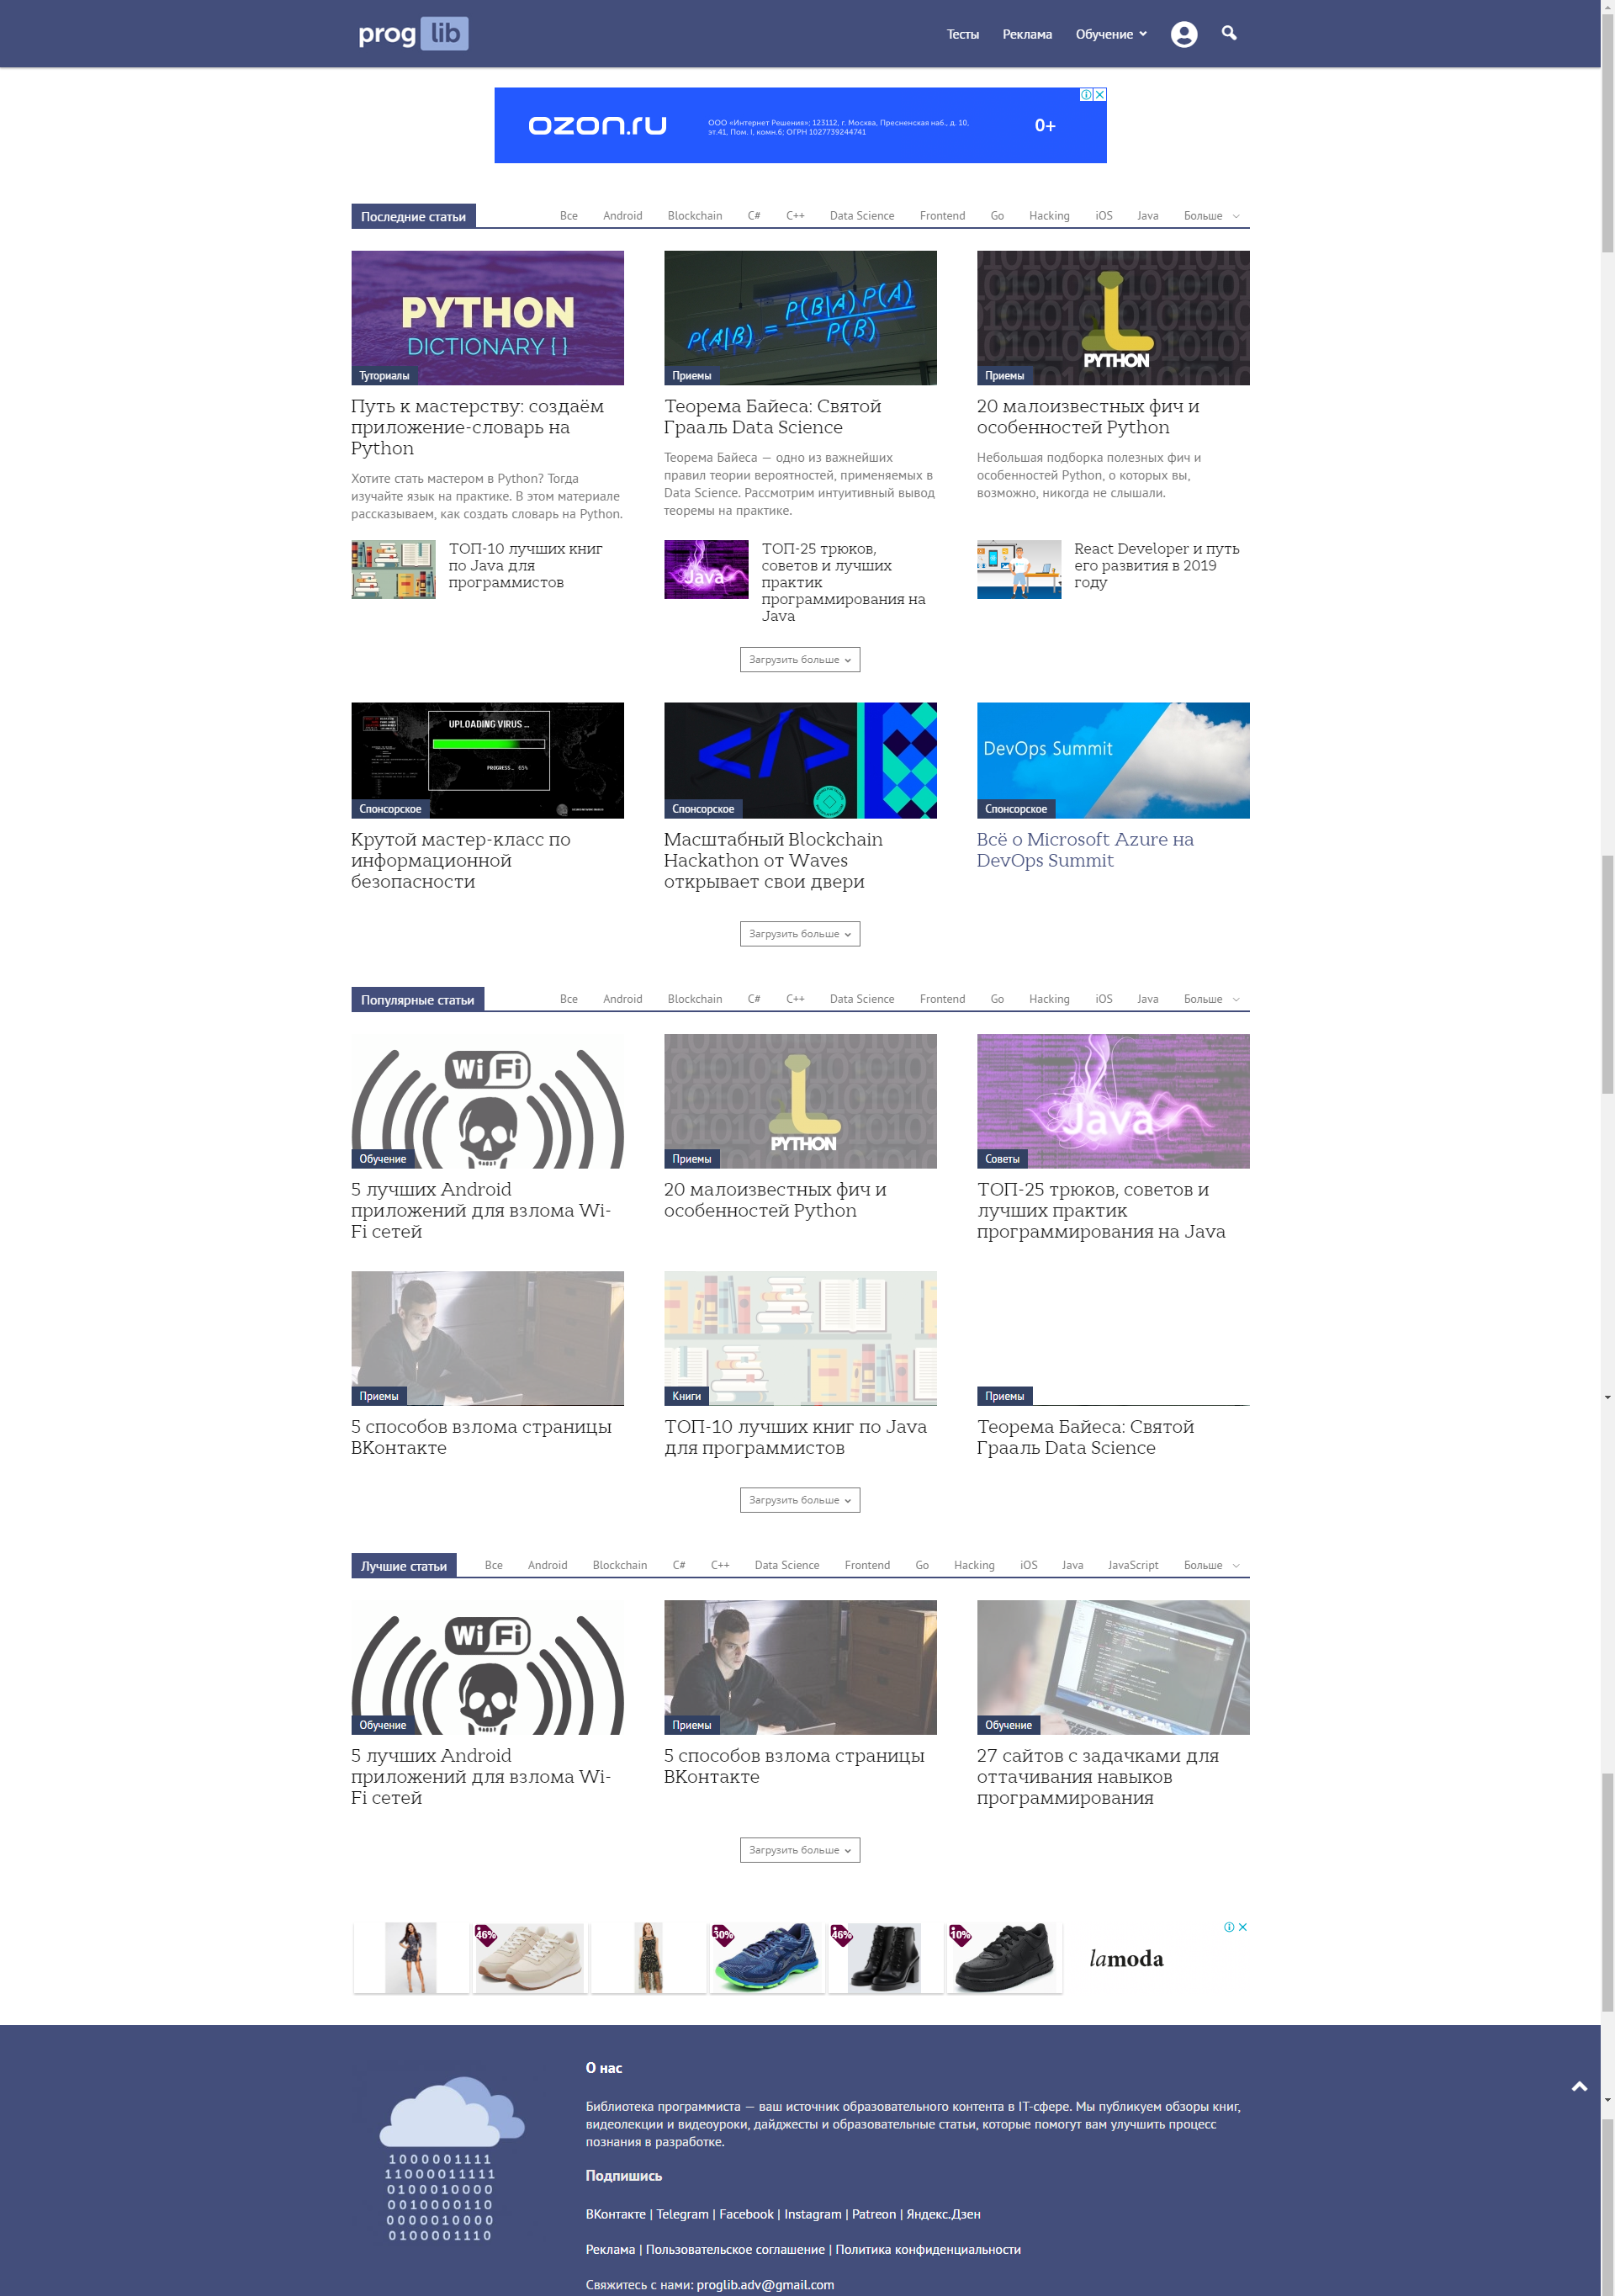 prog lib
Тесты Реклама Обучение
ozon.ru
ООО «Интернет Решения»; 123112, г. Москва, Пресненская наб., д. 10,
эт.41, Пом. I, комн.6; ОГРН 1027739244741
0+
Последние статьи Все Android Blockchain C# C++ Data Science Frontend Go Hacking iOS Java Больше
PYTHON
DICTIONARY { }
Туториалы
P(A|B) = P(B|A) P(A)
P(B)
Приемы
PYTHON
Приемы
Путь к мастерству: создаём
приложение-словарь на
Python
Хотите стать мастером в Python? Тогда
изучайте язык на практике. В этом материале
рассказываем, как создать словарь на Python.
Теорема Байеса: Святой
Грааль Data Science
Теорема Байеса — одно из важнейших
правил теории вероятностей, применяемых в
Data Science. Рассмотрим интуитивный вывод
теоремы на практике.
20 малоизвестных фич и
особенностей Python
Небольшая подборка полезных фич и
особенностей Python, о которых вы,
возможно, никогда не слышали.
ТОП-10 лучших книг
по Java для
программистов
Java
ТОП-25 трюков,
советов и лучших
практик
программирования на
Java
React Developer и путь
его развития в 2019
году
Загрузить больше
UPLOADING VIRUS ...
PROGRESS... 65%
Спонсорское
</>
Спонсорское
DevOps Summit
Спонсорское
Крутой мастер-класс по
информационной
безопасности
Масштабный Blockchain
Hackathon от Waves
открывает свои двери
Всё о Microsoft Azure на
DevOps Summit
Загрузить больше
Популярные статьи Все Android Blockchain C# C++ Data Science Frontend Go Hacking iOS Java Больше
Wi Fi
Обучение
PYTHON
Приемы
Java
Советы
5 лучших Android
приложений для взлома Wi-
Fi сетей
20 малоизвестных фич и
особенностей Python
ТОП-25 трюков, советов и
лучших практик
программирования на Java
Приемы
Книги
Приемы
5 способов взлома страницы
ВКонтакте
ТОП-10 лучших книг по Java
для программистов
Теорема Байеса: Святой
Грааль Data Science
Загрузить больше
Лучшие статьи Все Android Blockchain C# C++ Data Science Frontend Go Hacking iOS Java JavaScript Больше
Wi Fi
Обучение
Приемы
Обучение
5 лучших Android
приложений для взлома Wi-
Fi сетей
5 способов взлома страницы
ВКонтакте
27 сайтов с задачками для
оттачивания навыков
программирования
Загрузить больше
46% 30% 46% 10%
lamoda
1000001111
11000011111
0100010000
0010000110
0000010000
0100001110
О нас
Библиотека программиста — ваш источник образовательного контента в IT-сфере. Мы публикуем обзоры книг,
видеолекции и видеоуроки, дайджесты и образовательные статьи, которые помогут вам улучшить процесс
познания в разработке.
Подпишись
ВКонтакте | Telegram | Facebook | Instagram | Patreon | Яндекс.Дзен
Реклама | Пользовательское соглашение | Политика конфиденциальности
Свяжитесь с нами: proglib.adv@gmail.com